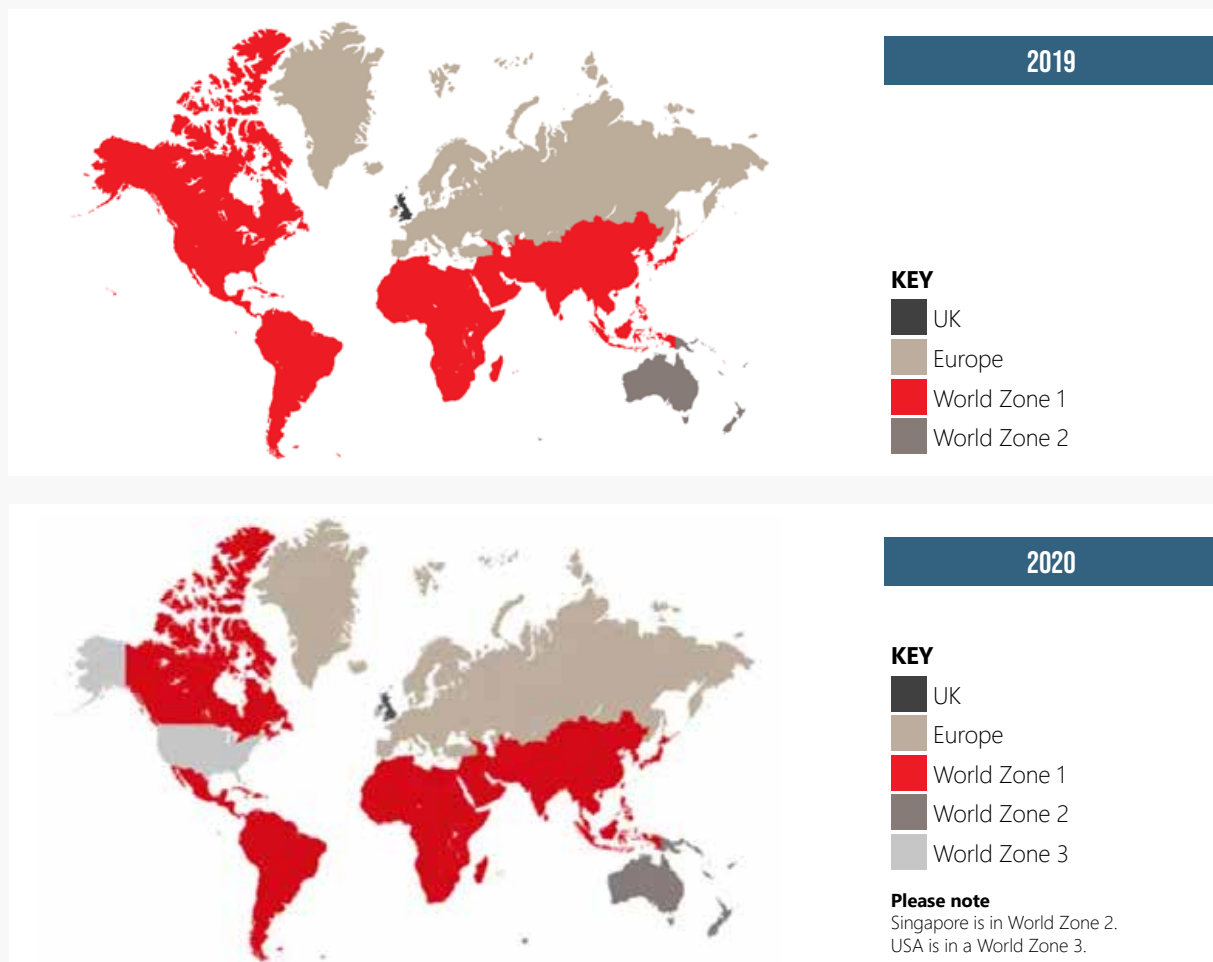 2019
KEY
UK
Europe
World Zone 1
World Zone 2
2020
KEY
UK
Europe
World Zone 1
World Zone 2
World Zone 3
Please note
Singapore is in World Zone 2.
USA is in a World Zone 3.